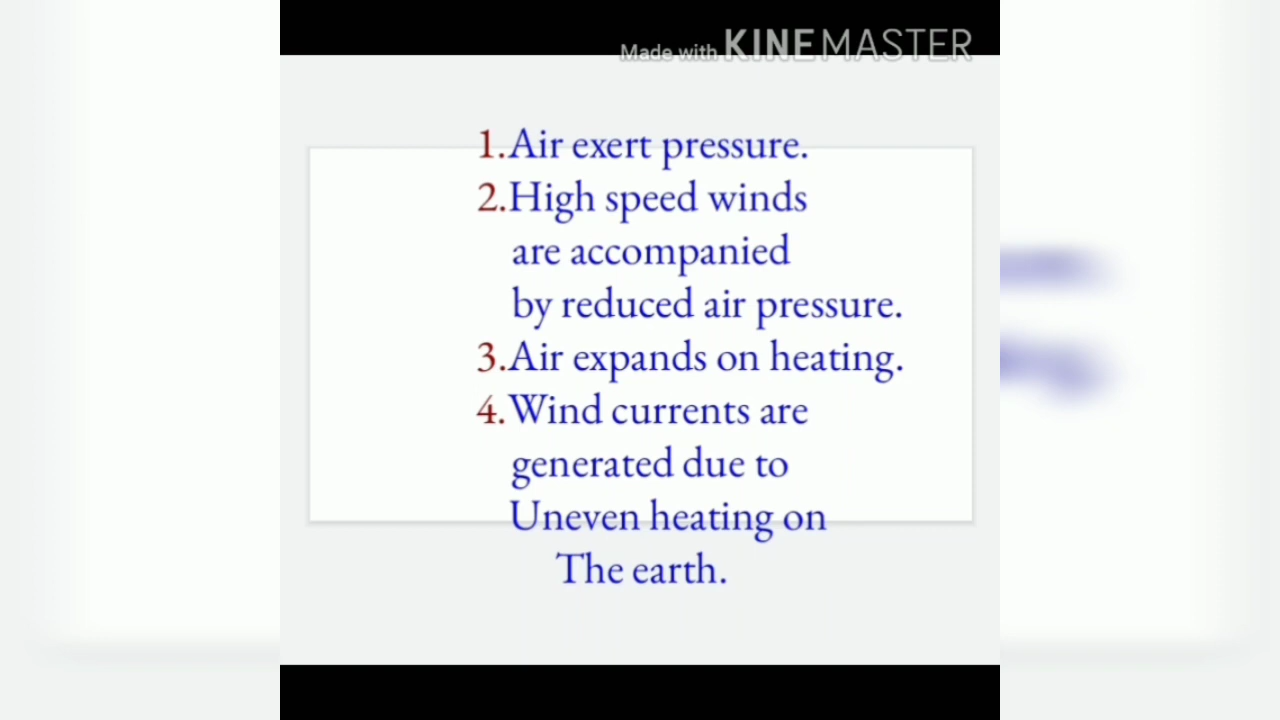 Made with KINEMASTER
1.Air exert pressure.
2.High speed winds
are accompanied
by reduced air pressure.
3.Air expands on heating.
4.Wind currents are
generated due to
Uneven heating on
The earth.